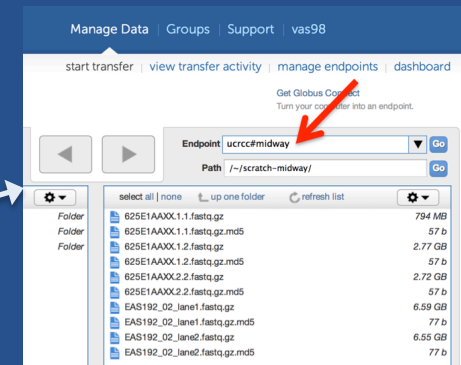 Manage Data | Groups | Support | vas98
start transfer | view transfer activity | manage endpoints | dashboard
Get Globus Connect
Turn your computer into an endpoint.
Endpoint ucrcc#midway Go
Path /~/scratch-midway/ Go
select all | none up one folder refresh list
Folder 625E1AAXX.1.1.fastq.gz 794 MB
Folder 625E1AAXX.1.1.fastq.gz.md5 57 b
Folder 625E1AAXX.1.2.fastq.gz 2.77 GB
625E1AAXX.1.2.fastq.gz.md5 57 b
625E1AAXX.2.2.fastq.gz 2.72 GB
625E1AAXX.2.2.fastq.gz.md5 57 b
EAS192_02_lane1.fastq.gz 6.59 GB
EAS192_02_lane1.fastq.gz.md5 77 b
EAS192_02_lane2.fastq.gz 6.55 GB
EAS192_02_lane2.fastq.gz.md5 77 b